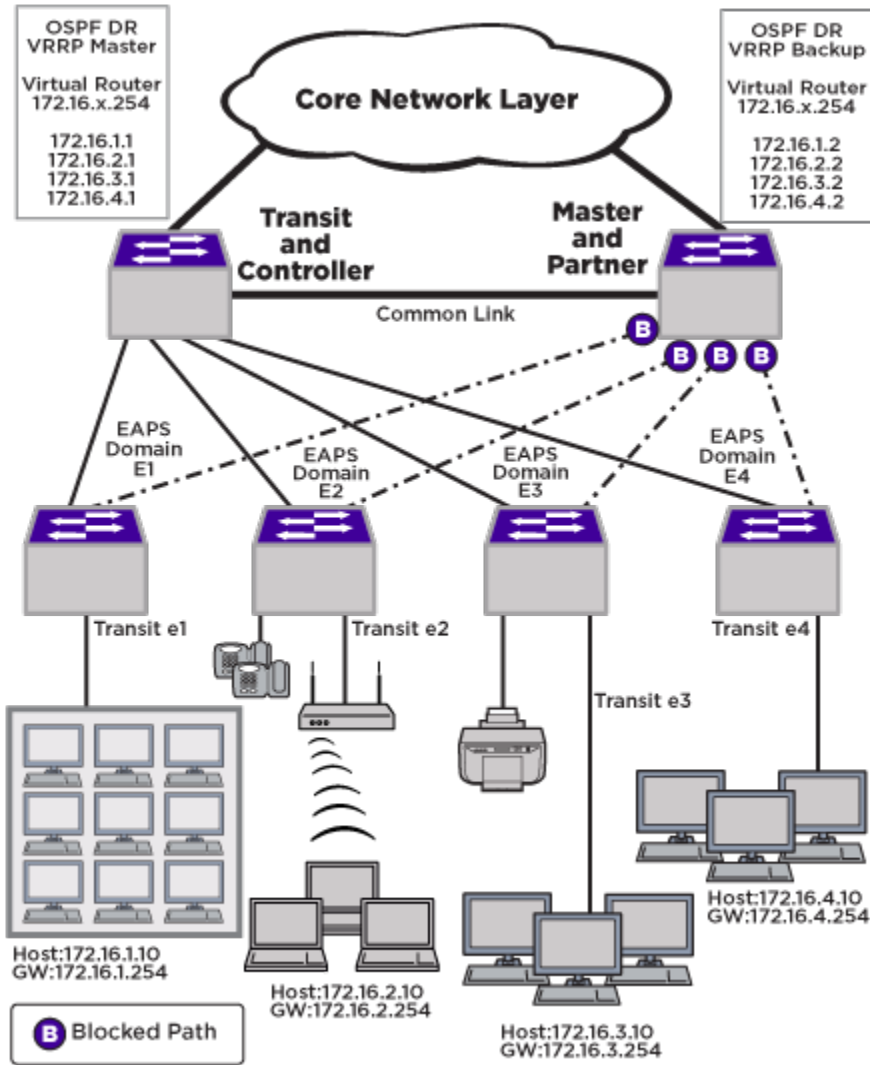 OSPF DR
VRRP Master
Virtual Router
172.16.x.254
172.16.1.1
172.16.2.1
172.16.3.1
172.16.4.1
Core Network Layer
OSPF DR
VRRP Backup
Virtual Router
172.16.x.254
172.16.1.2
172.16.2.2
172.16.3.2
172.16.4.2
Transit
and
Controller
Master
and
Partner
Common Link
B
B
B
B
EAPS
Domain
E1
EAPS
Domain
E2
EAPS
Domain
E3
EAPS
Domain
E4
Transit e1
Transit e2
Transit e3
Transit e4
Host:172.16.1.10
GW:172.16.1.254
Host:172.16.2.10
GW:172.16.2.254
Host:172.16.3.10
GW:172.16.3.254
Host:172.16.4.10
GW:172.16.4.254
B Blocked Path